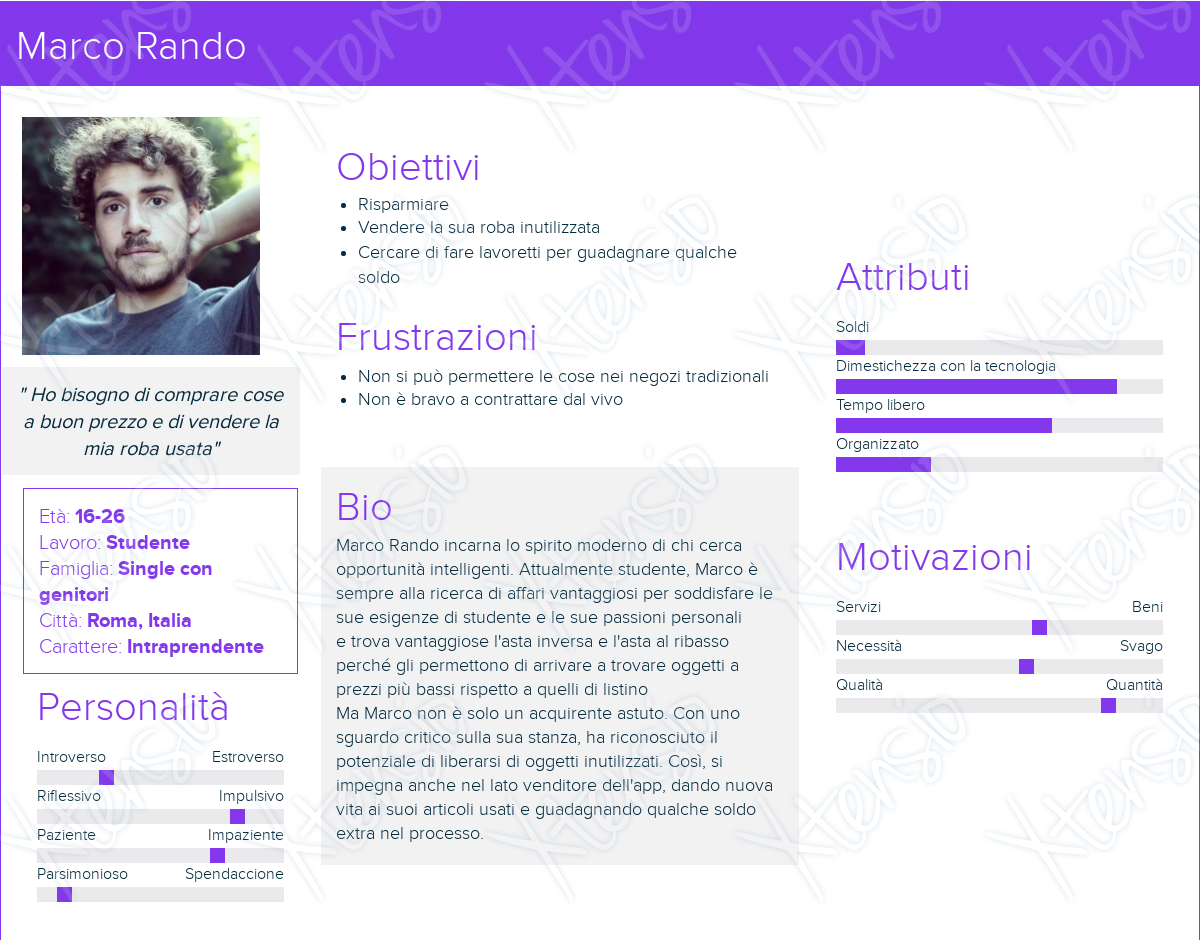 Marco Rando
" Ho bisogno di comprare cose
a buon prezzo e di vendere la
mia roba usata"
Età: 16-26
Lavoro: Studente
Famiglia: Single con
genitori
Città: Roma, Italia
Carattere: Intraprendente
Personalità
Introverso Estroverso
Riflessivo Impulsivo
Paziente Impaziente
Parsimonioso Spendaccione
Obiettivi
• Risparmiare
• Vendere la sua roba inutilizzata
• Cercare di fare lavoretti per guadagnare qualche
soldo
Frustrazioni
• Non si può permettere le cose nei negozi tradizionali
• Non è bravo a contrattare dal vivo
Bio
Marco Rando incarna lo spirito moderno di chi cerca
opportunità intelligenti. Attualmente studente, Marco è
sempre alla ricerca di affari vantaggiosi per soddisfare le
sue esigenze di studente e le sue passioni personali
e trova vantaggiose l'asta inversa e l'asta al ribasso
perché gli permettono di arrivare a trovare oggetti a
prezzi più bassi rispetto a quelli di listino
Ma Marco non è solo un acquirente astuto. Con uno
sguardo critico sulla sua stanza, ha riconosciuto il
potenziale di liberarsi di oggetti inutilizzati. Così, si
impegna anche nel lato venditore dell'app, dando nuova
vita ai suoi articoli usati e guadagnando qualche soldo
extra nel processo.
Attributi
Soldi
Dimestichezza con la tecnologia
Tempo libero
Organizzato
Motivazioni
Servizi Beni
Necessità Svago
Qualità Quantità
Xtensio